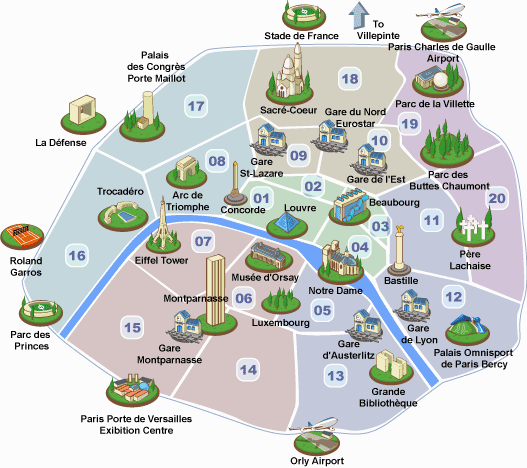 Stade de France
To
Villepinte
Paris Charles de Gaulle
Airport
Palais
des Congrès
Porte Maillot
18
17
Sacré-Coeur
Gare du Nord
Eurostar
Parc de la Villette
19
La Défense
10
09
08
Gare
St-Lazare
Gare de l'Est
Parc des
Buttes Chaumont
Trocadéro
Arc de
Triomphe
Concorde
01
02
Louvre
Beaubourg
03
11
20
Père
Lachaise
Roland
Garros
16
Eiffel Tower
07
Musée d'Orsay
04
Notre Dame
Bastille
Montparnasse
06
Luxembourg
05
12
Parc des
Princes
15
Gare
Montparnasse
Gare
d'Austerlitz
Gare
de Lyon
Palais Omnisport
de Paris Bercy
14
13
Grande
Bibliothèque
Paris Porte de Versailles
Exibition Centre
Orly Airport